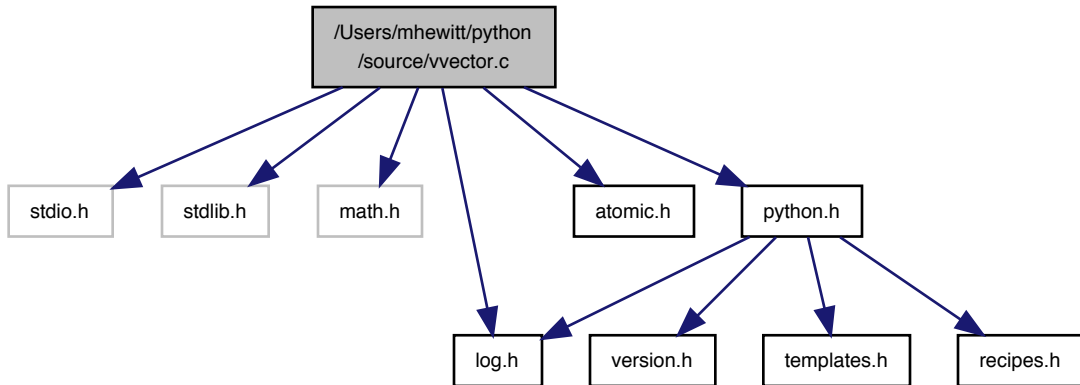 /Users/mhewitt/python
/source/vvector.c
stdio.h
stdlib.h
math.h
atomic.h
python.h
log.h
version.h
templates.h
recipes.h